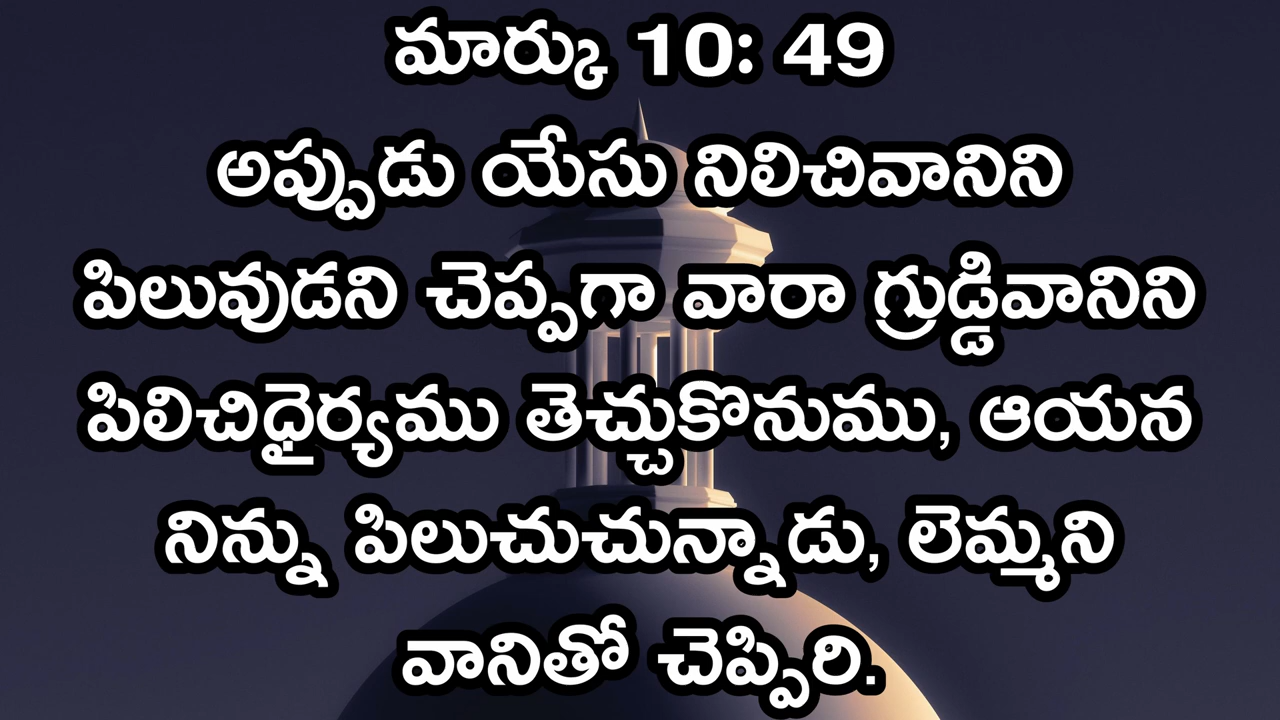 మార్కు 10: 49
అప్పుడు యేసు నిలిచివానిని
పిలువుడని చెప్పగా వారా గ్రుడ్డివానిని
పిలిచిధైర్యము తెచ్చుకొనుము, ఆయన
నిన్ను పిలుచుచున్నాడు, లెమ్మని
వానితో చెప్పిరి.